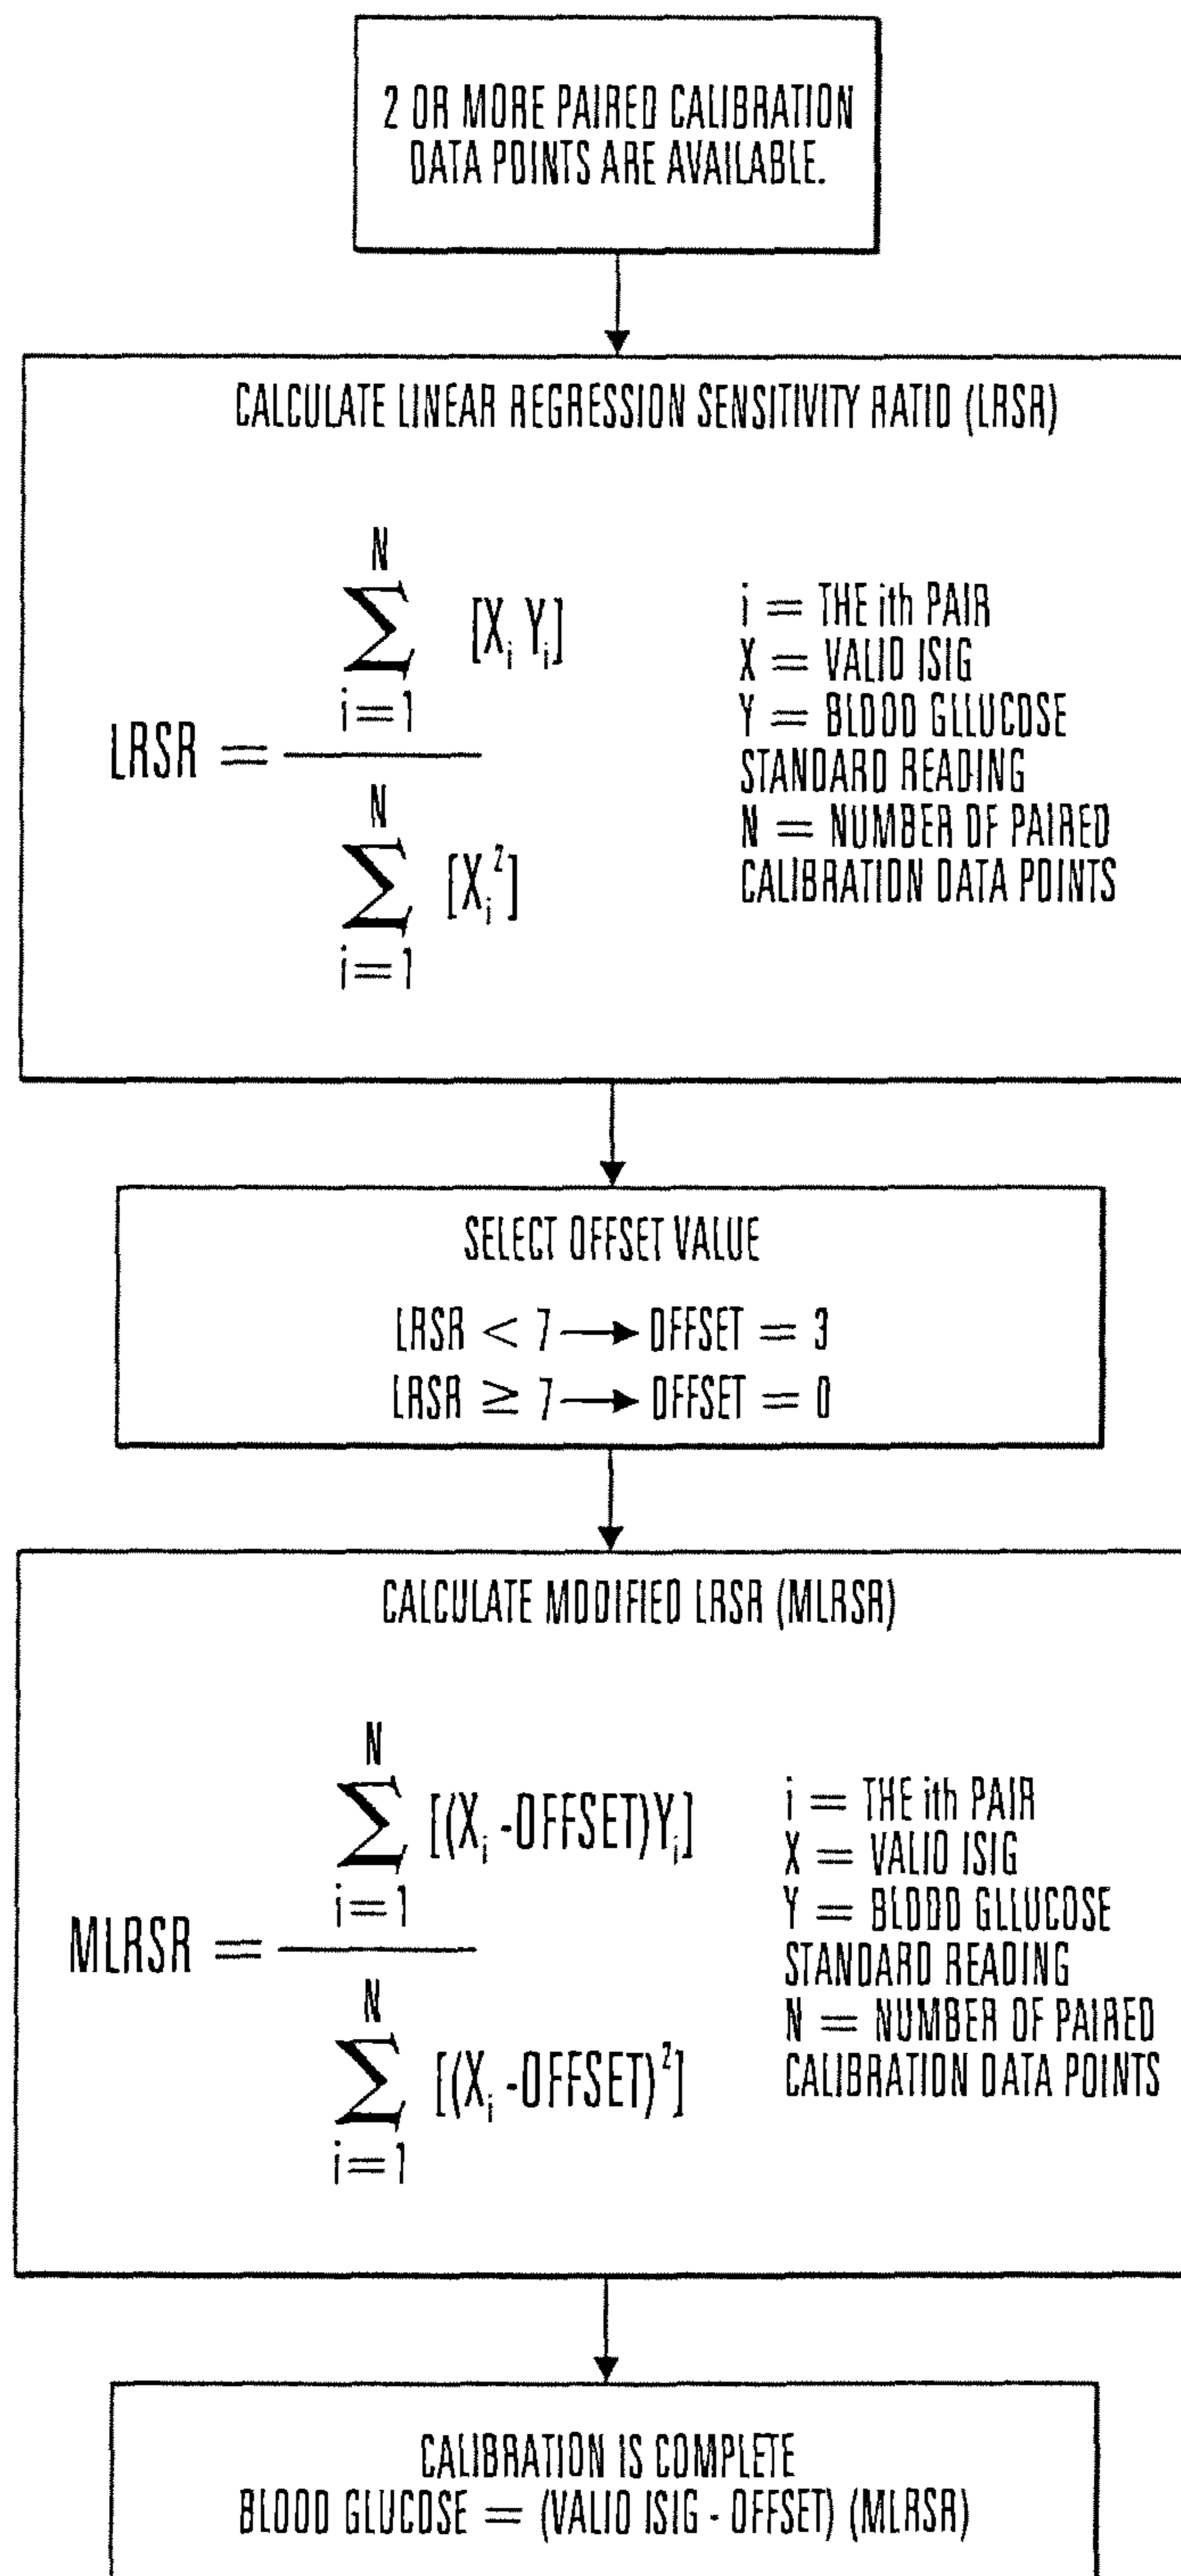 2 OR MORE PAIRED CALIBRATION
DATA POINTS ARE AVAILABLE.
CALCULATE LINEAR REGRESSION SENSITIVITY RATIO (LRSR)
N
∑ [Xᵢ Yᵢ]
i = 1
LRSR =
N
∑ [Xᵢ²]
i = 1
i = THE ith PAIR
X = VALID ISIG
Y = BLOOD GLLUCOSE
STANDARD READING
N = NUMBER OF PAIRED
CALIBRATION DATA POINTS
SELECT OFFSET VALUE
LRSR < 7 → OFFSET = 3
LRSR ≥ 7 → OFFSET = 0
CALCULATE MODIFIED LRSR (MLRSR)
N
∑ [(Xᵢ -OFFSET)Yᵢ]
i = 1
MLRSR =
N
∑ [(Xᵢ -OFFSET)²]
i = 1
i = THE ith PAIR
X = VALID ISIG
Y = BLOOD GLLUCOSE
STANDARD READING
N = NUMBER OF PAIRED
CALIBRATION DATA POINTS
CALIBRATION IS COMPLETE
BLOOD GLUCOSE = (VALID ISIG - OFFSET) (MLRSR)